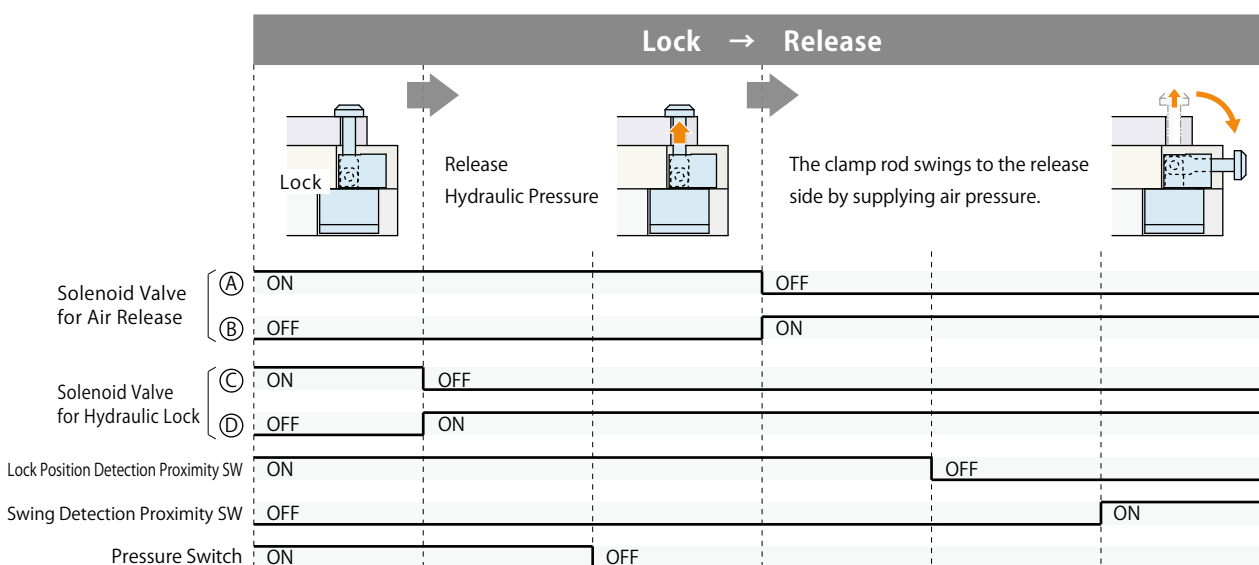 Lock → Release
Lock
Release
Hydraulic Pressure
The clamp rod swings to the release
side by supplying air pressure.
Solenoid Valve
for Air Release
Ⓐ ON OFF
Ⓑ OFF ON
Solenoid Valve
for Hydraulic Lock
Ⓒ ON OFF
Ⓓ OFF ON
Lock Position Detection Proximity SW ON OFF
Swing Detection Proximity SW OFF ON
Pressure Switch ON OFF